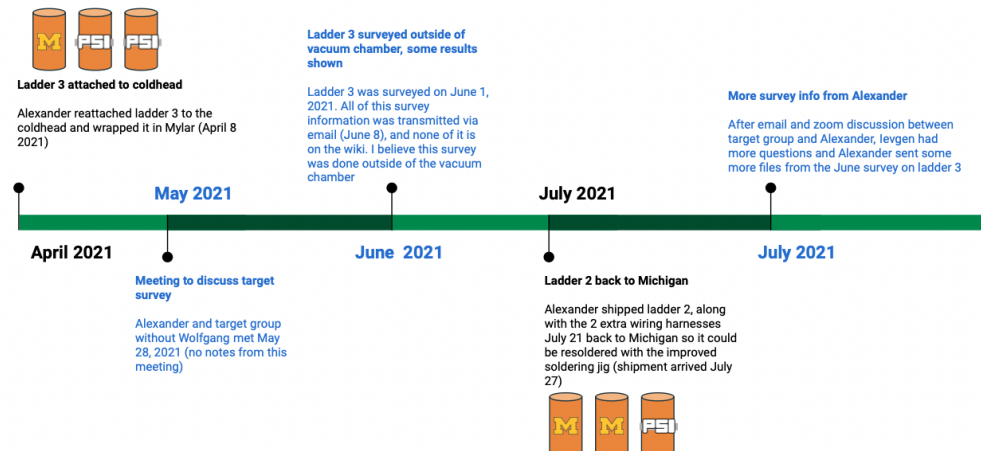 M PSI PSI
Ladder 3 attached to coldhead
Alexander reattached ladder 3 to the
coldhead and wrapped it in Mylar (April 8
2021)
Ladder 3 surveyed outside of
vacuum chamber, some results
shown
Ladder 3 was surveyed on June 1,
2021. All of this survey
information was transmitted via
email (June 8), and none of it is
on the wiki. I believe this survey
was done outside of the vacuum
chamber
More survey info from Alexander
After email and zoom discussion between
target group and Alexander, Ievgen had
more questions and Alexander sent some
more files from the June survey on ladder 3
May 2021
July 2021
April 2021
June 2021
July 2021
Meeting to discuss target
survey
Alexander and target group
without Wolfgang met May
28, 2021 (no notes from this
meeting)
Ladder 2 back to Michigan
Alexander shipped ladder 2, along
with the 2 extra wiring harnesses
July 21 back to Michigan so it could
be resoldered with the improved
soldering jig (shipment arrived July
27)
M M PSI